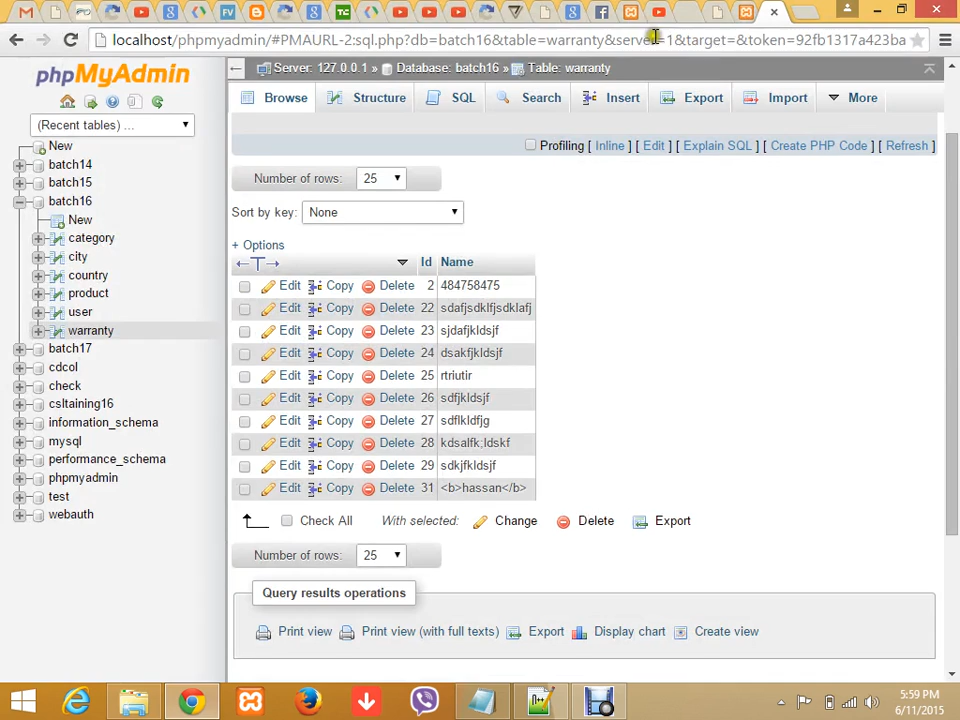 localhost/phpmyadmin/#PMAURL-2:sql.php?db=batch16&table=warranty&server=1&target=&token=92fb1317a423ba
phpMyAdmin
(Recent tables) ...
New
batch14
batch15
batch16
New
category
city
country
product
user
warranty
batch17
cdcol
check
csltaining16
information_schema
mysql
performance_schema
phpmyadmin
test
webauth
Server: 127.0.0.1 » Database: batch16 » Table: warranty
Browse Structure SQL Search Insert Export Import More
Profiling [ Inline ] [ Edit ] [ Explain SQL ] [ Create PHP Code ] [ Refresh ]
Number of rows: 25
Sort by key: None
+ Options
←T→ Id Name
Edit Copy Delete 2 484758475
Edit Copy Delete 22 sdafjsdklfjsdklafj
Edit Copy Delete 23 sjdafjkldsjf
Edit Copy Delete 24 dsakfjkldsjf
Edit Copy Delete 25 rtriutir
Edit Copy Delete 26 sdfjkldsjf
Edit Copy Delete 27 sdflkldfjg
Edit Copy Delete 28 kdsalfk;ldskf
Edit Copy Delete 29 sdkjfkldsjf
Edit Copy Delete 31 <b>hassan</b>
Check All With selected: Change Delete Export
Number of rows: 25
Query results operations
Print view Print view (with full texts) Export Display chart Create view
5:59 PM
6/11/2015